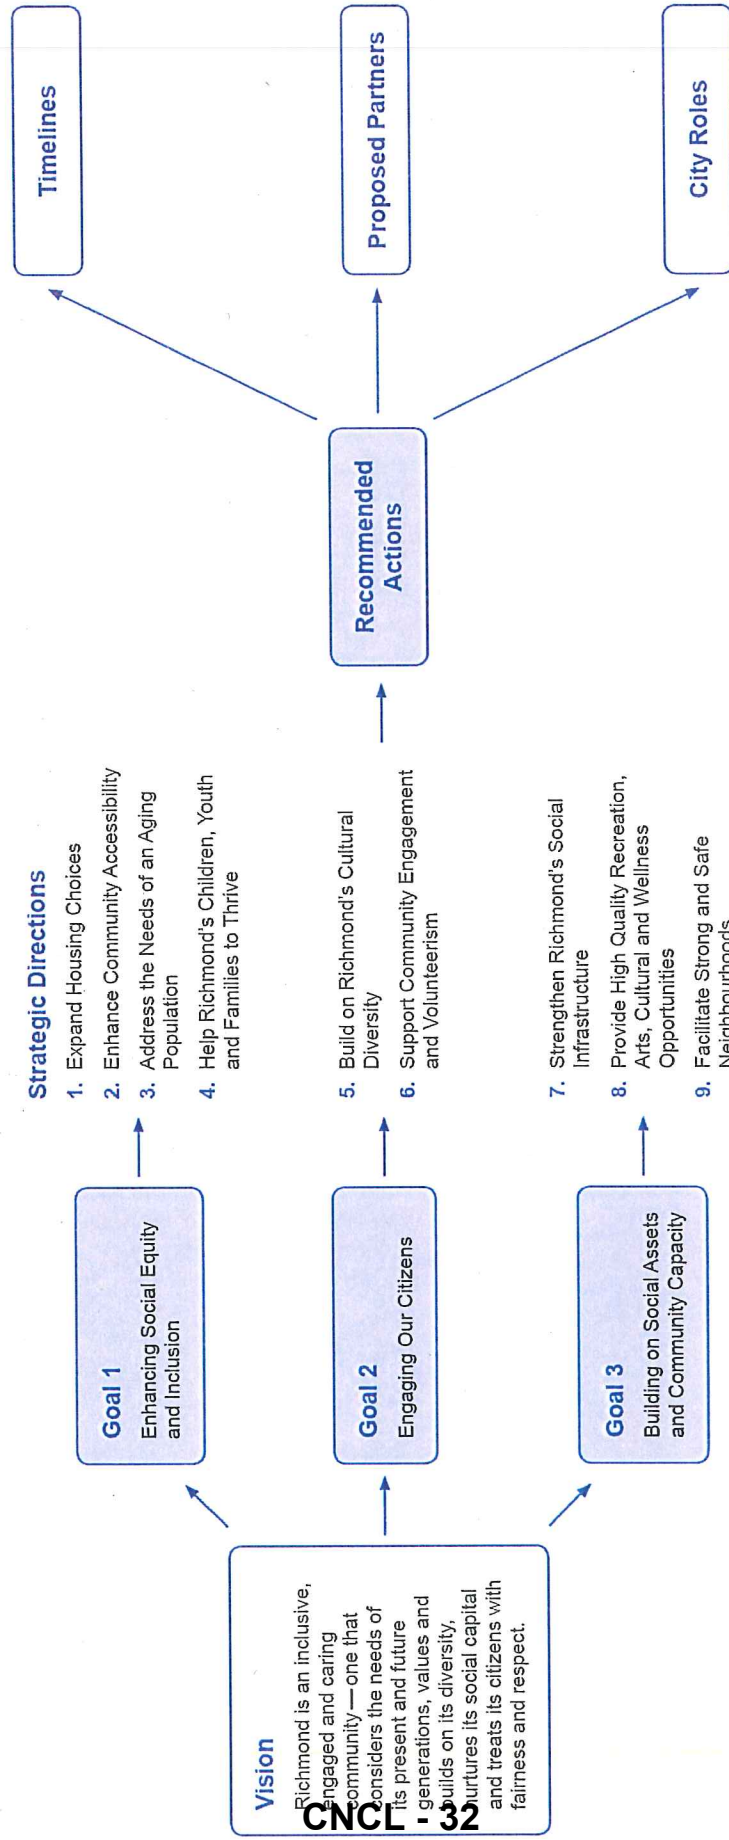 Vision
Richmond is an inclusive,
engaged and caring
community—one that
considers the needs of
its present and future
generations, values and
builds on its diversity,
nurtures its social capital
and treats its citizens with
fairness and respect.
Goal 1
Enhancing Social Equity
and Inclusion
Goal 2
Engaging Our Citizens
Goal 3
Building on Social Assets
and Community Capacity
Strategic Directions
1. Expand Housing Choices
2. Enhance Community Accessibility
3. Address the Needs of an Aging
Population
4. Help Richmond's Children, Youth
and Families to Thrive
5. Build on Richmond's Cultural
Diversity
6. Support Community Engagement
and Volunteerism
7. Strengthen Richmond's Social
Infrastructure
8. Provide High Quality Recreation,
Arts, Cultural and Wellness
Opportunities
9. Facilitate Strong and Safe
Neighbourhoods
Recommended
Actions
Timelines
Proposed Partners
City Roles
CNCL - 32